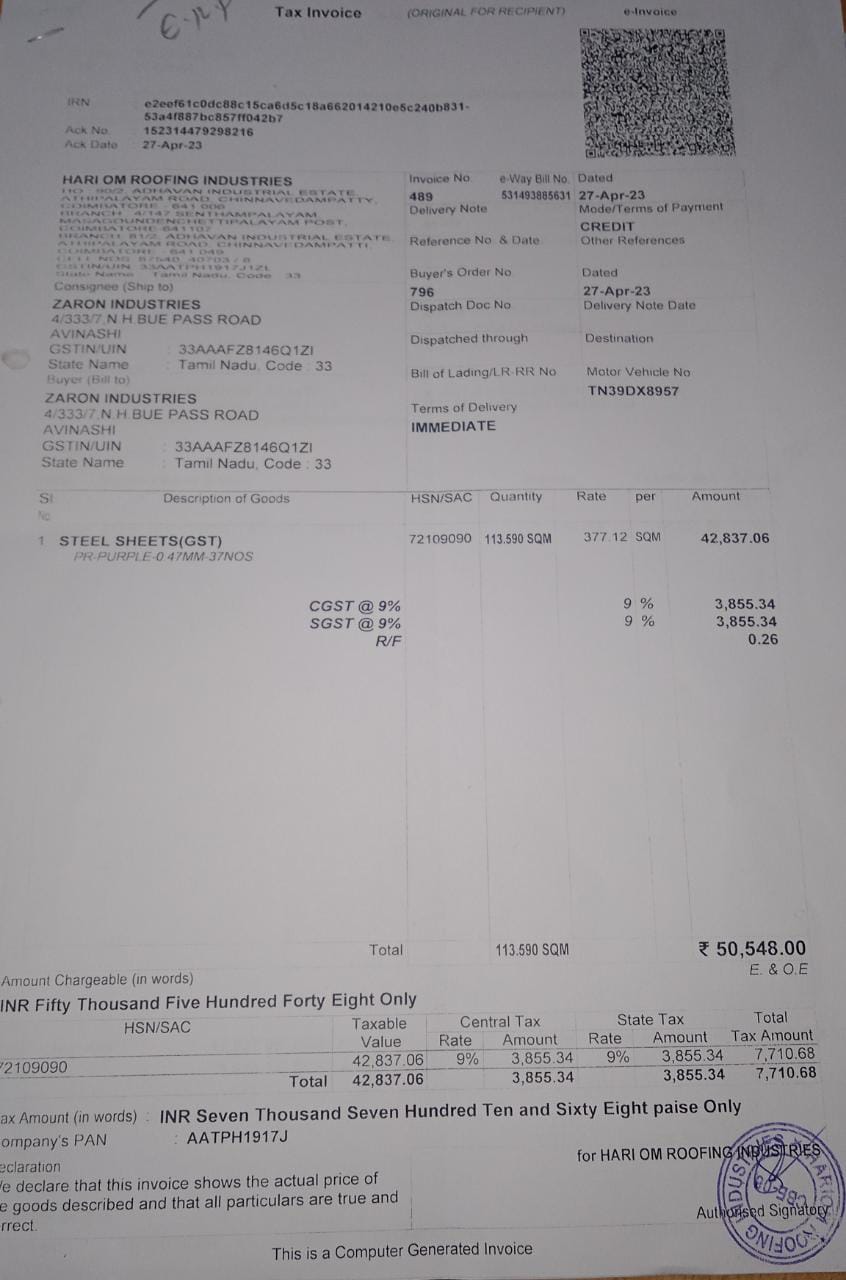 Tax Invoice (ORIGINAL FOR RECIPIENT) e-Invoice
IRN e2eef61c0dc88c15ca6d5c18a662014210e5c240b831-
53a4f887bc857ff042b7
Ack No. : 152314479298216
Ack Date : 27-Apr-23
HARI OM ROOFING INDUSTRIES
HO 90/2, ADHAVAN INDUSTRIAL ESTATE,
ATHIPALAYAM ROAD, CHINNAVEDAMPATTY,
COIMBATORE - 641 006
BRANCH 4/147 SENTHAMPALAYAM,
MASAGOUNDENCHETTIPALAYAM POST,
COIMBATORE 641107
BRANCH 81/2, ADHAVAN INDUSTRIAL ESTATE
ATHIPALAYAM ROAD, CHINNAVEDAMPATTI,
COIMBATORE - 641 049
CELL NOS
GSTIN/UIN 33AATPH1917J1ZL
State Name Tamil Nadu, Code 33
Invoice No. e-Way Bill No. Dated
489 531493885631 27-Apr-23
Delivery Note Mode/Terms of Payment
CREDIT
Reference No. & Date. Other References
Buyer's Order No. Dated
796 27-Apr-23
Dispatch Doc No. Delivery Note Date
Dispatched through Destination
Bill of Lading/LR-RR No. Motor Vehicle No.
TN39DX8957
Terms of Delivery
IMMEDIATE
Consignee (Ship to)
ZARON INDUSTRIES
4/333/7,N.H.BUE PASS ROAD
AVINASHI
GSTIN/UIN : 33AAAFZ8146Q1ZI
State Name : Tamil Nadu, Code : 33
Buyer (Bill to)
ZARON INDUSTRIES
4/333/7,N.H.BUE PASS ROAD
AVINASHI
GSTIN/UIN : 33AAAFZ8146Q1ZI
State Name : Tamil Nadu, Code : 33
Sl Description of Goods HSN/SAC Quantity Rate per Amount
No.
1 STEEL SHEETS(GST) 72109090 113.590 SQM 377.12 SQM 42,837.06
PR-PURPLE-0.47MM-37NOS
CGST @ 9% 9 % 3,855.34
SGST @ 9% 9 % 3,855.34
R/F 0.26
Total 113.590 SQM ₹ 50,548.00
Amount Chargeable (in words) E. & O.E
INR Fifty Thousand Five Hundred Forty Eight Only
HSN/SAC Taxable Central Tax State Tax Total
Value Rate Amount Rate Amount Tax Amount
72109090 42,837.06 9% 3,855.34 9% 3,855.34 7,710.68
Total 42,837.06 3,855.34 3,855.34 7,710.68
ax Amount (in words) : INR Seven Thousand Seven Hundred Ten and Sixty Eight paise Only
ompany's PAN : AATPH1917J
eclaration
e declare that this invoice shows the actual price of
e goods described and that all particulars are true and
rrect.
for HARI OM ROOFING INDUSTRIES
Authorised Signatory
This is a Computer Generated Invoice